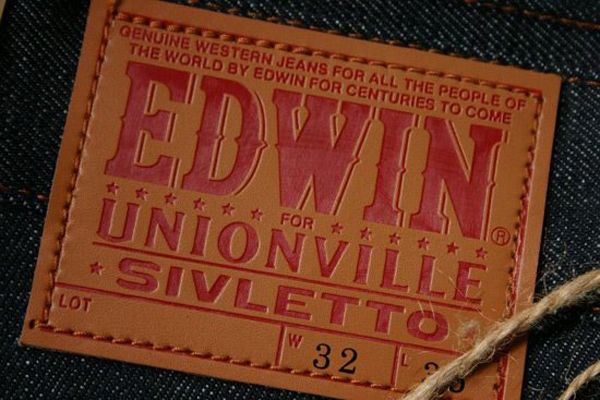 GENUINE WESTERN JEANS FOR ALL THE PEOPLE OF
THE WORLD BY EDWIN FOR CENTURIES TO COME
EDWIN®
FOR
UNIONVILLE
SIVLETTO
LOT W 32 L